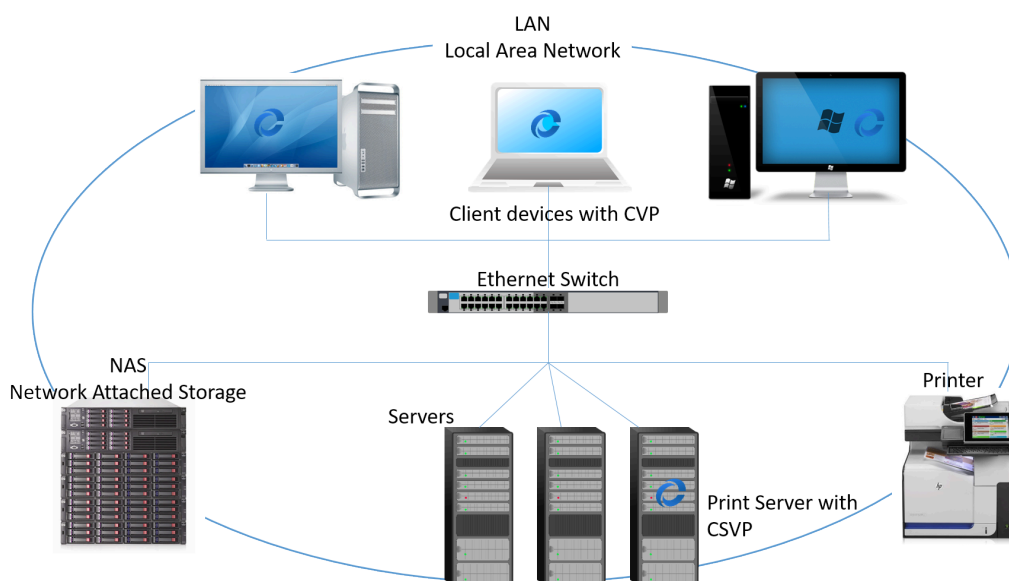 LAN
Local Area Network
Client devices with CVP
Ethernet Switch
NAS
Network Attached Storage
Servers
Printer
Print Server with
CSVP
hp